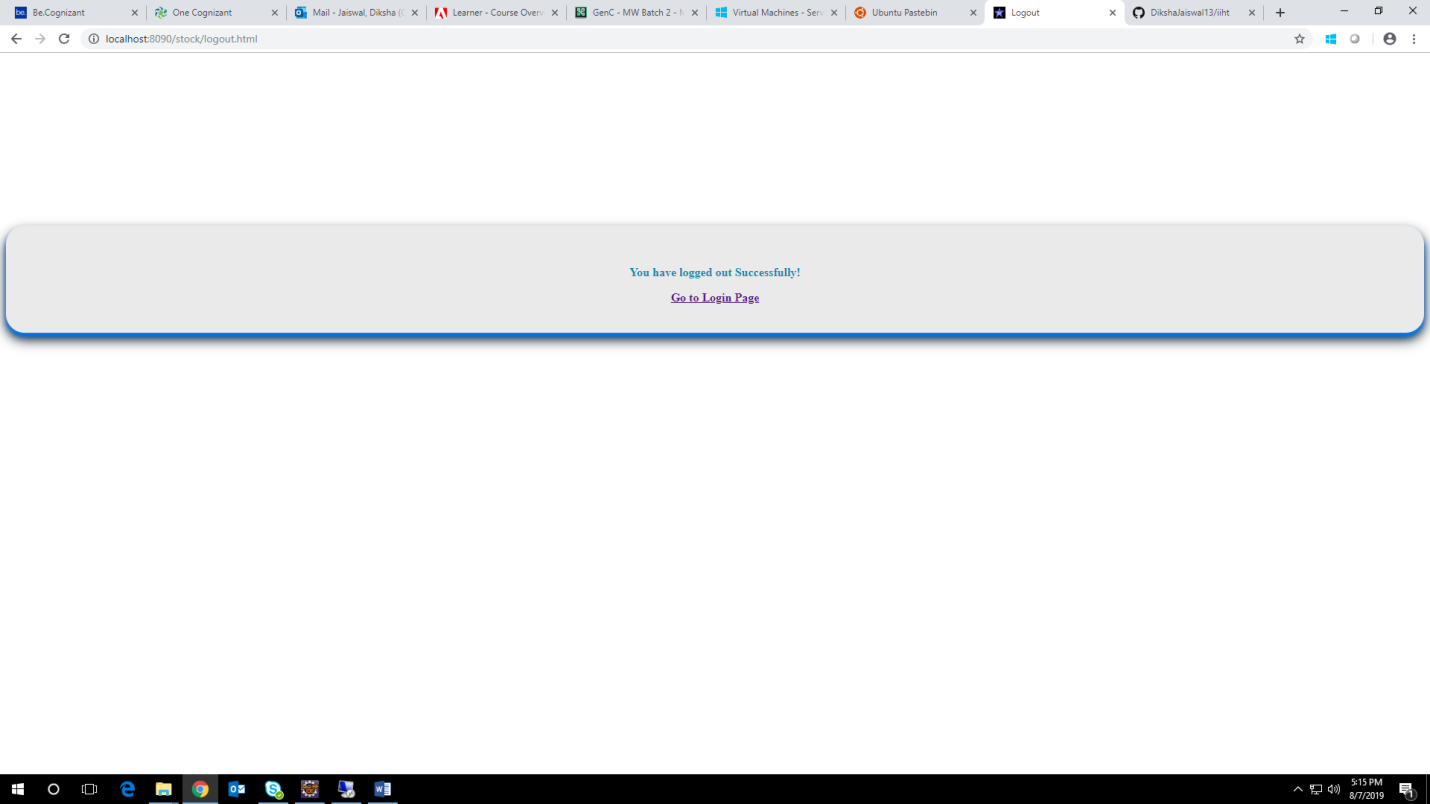 be. Be.Cognizant
One Cognizant
Mail - Jaiswal, Diksha (C
Learner - Course Overv
GenC - MW Batch 2 - M
Virtual Machines - Serv
Ubuntu Pastebin
Logout
DikshaJaiswal13/iiht
localhost:8090/stock/logout.html
You have logged out Successfully!
Go to Login Page
5:15 PM
8/7/2019
1